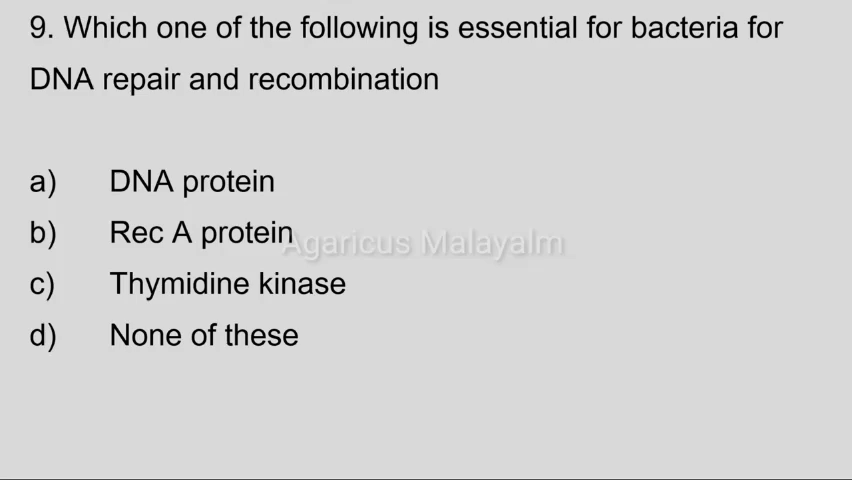 9. Which one of the following is essential for bacteria for
DNA repair and recombination
a) DNA protein
b) Rec A protein
Agaricus Malayalm
c) Thymidine kinase
d) None of these